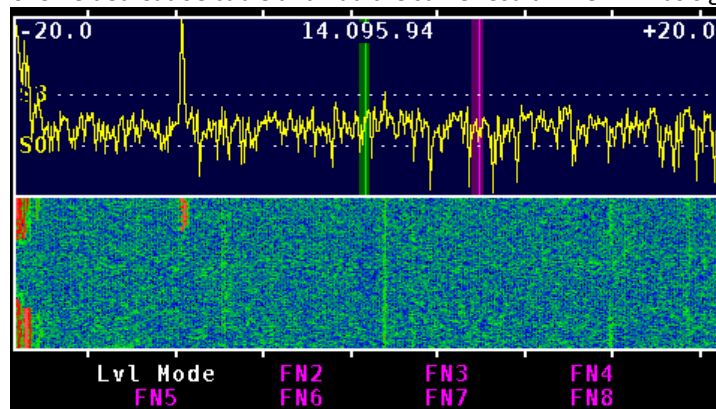 -20.0 14.095.94 +20.0
S3
S0
Lvl Mode FN2 FN3 FN4
FN5 FN6 FN7 FN8